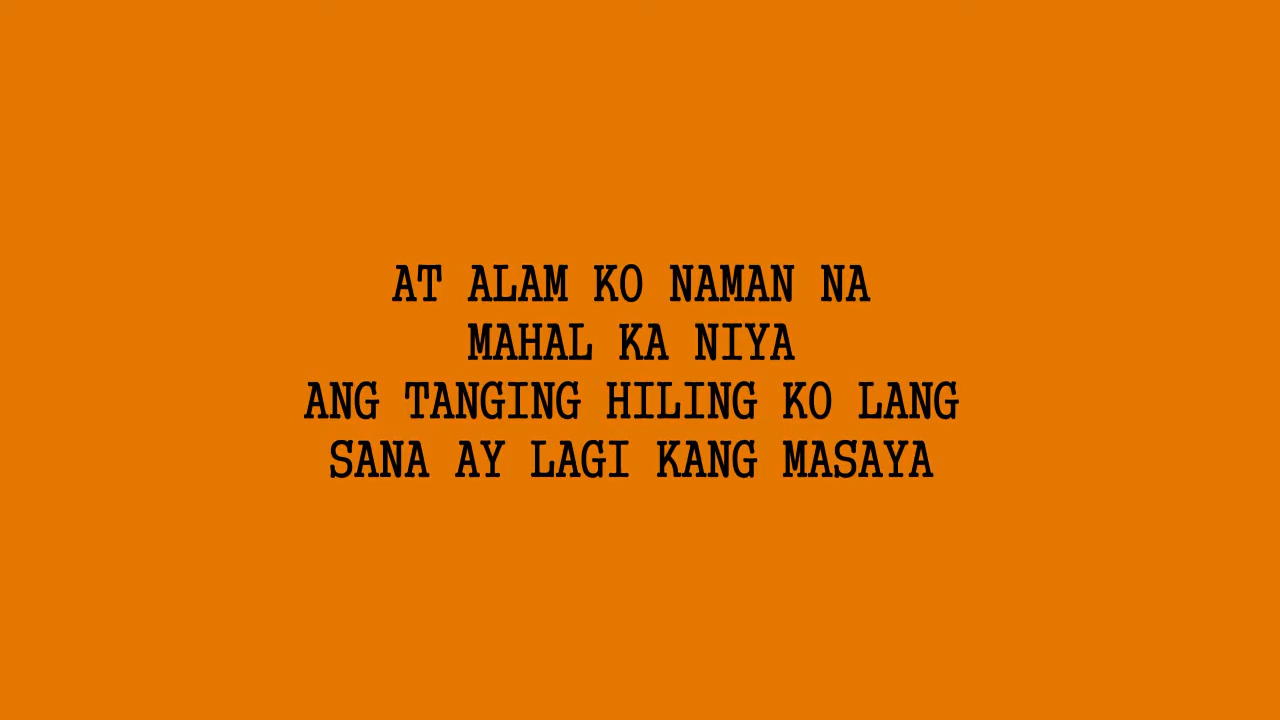 AT ALAM KO NAMAN NA
MAHAL KA NIYA
ANG TANGING HILING KO LANG
SANA AY LAGI KANG MASAYA